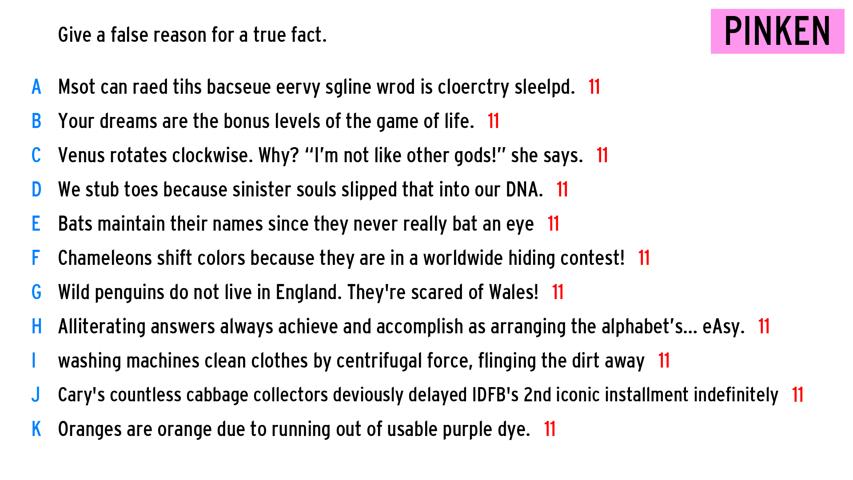 Give a false reason for a true fact.
PINKEN
A Msot can raed tihs bacseue eervy sgline wrod is cloerctry sleelpd. 11
B Your dreams are the bonus levels of the game of life. 11
C Venus rotates clockwise. Why? “I’m not like other gods!” she says. 11
D We stub toes because sinister souls slipped that into our DNA. 11
E Bats maintain their names since they never really bat an eye 11
F Chameleons shift colors because they are in a worldwide hiding contest! 11
G Wild penguins do not live in England. They're scared of Wales! 11
H Alliterating answers always achieve and accomplish as arranging the alphabet’s... eAsy. 11
I washing machines clean clothes by centrifugal force, flinging the dirt away 11
J Cary's countless cabbage collectors deviously delayed IDFB's 2nd iconic installment indefinitely 11
K Oranges are orange due to running out of usable purple dye. 11